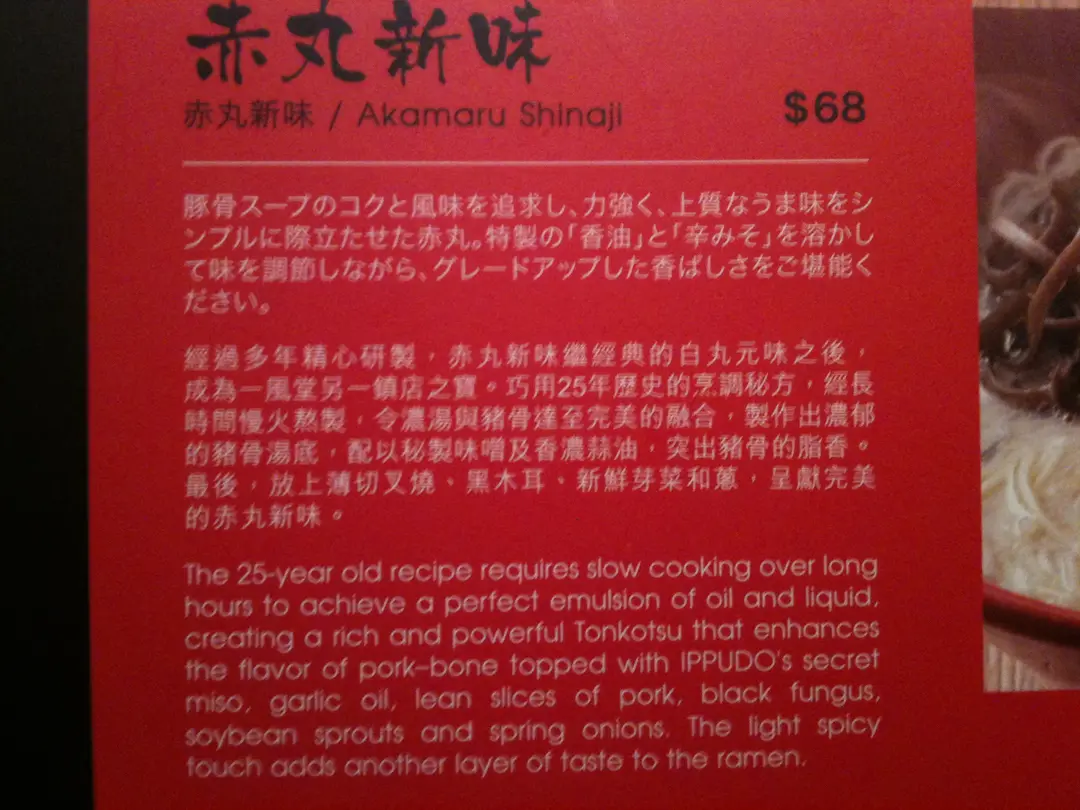 赤丸新味
赤丸新味 / Akamaru Shinaji
$68
豚骨スープのコクと風味を追求し、力強く、上質なうま味をシ
ンプルに際立たせた赤丸。特製の「香油」と「辛みそ」を溶かし
て味を調節しながら、グレードアップした香ばしさをご堪能く
ださい。
經過多年精心研製，赤丸新味繼經典的白丸元味之後，
成為一風堂另一鎮店之寶。巧用25年歷史的烹調秘方，經長
時間慢火熬製，令濃湯與豬骨達至完美的融合，製作出濃郁
的豬骨湯底，配以秘製味噌及香濃蒜油，突出豬骨的脂香。
最後，放上薄切叉燒、黑木耳、新鮮芽菜和蔥，呈獻完美
的赤丸新味。
The 25-year old recipe requires slow cooking over long
hours to achieve a perfect emulsion of oil and liquid,
creating a rich and powerful Tonkotsu that enhances
the flavor of pork-bone topped with IPPUDO's secret
miso, garlic oil, lean slices of pork, black fungus,
soybean sprouts and spring onions. The light spicy
touch adds another layer of taste to the ramen.